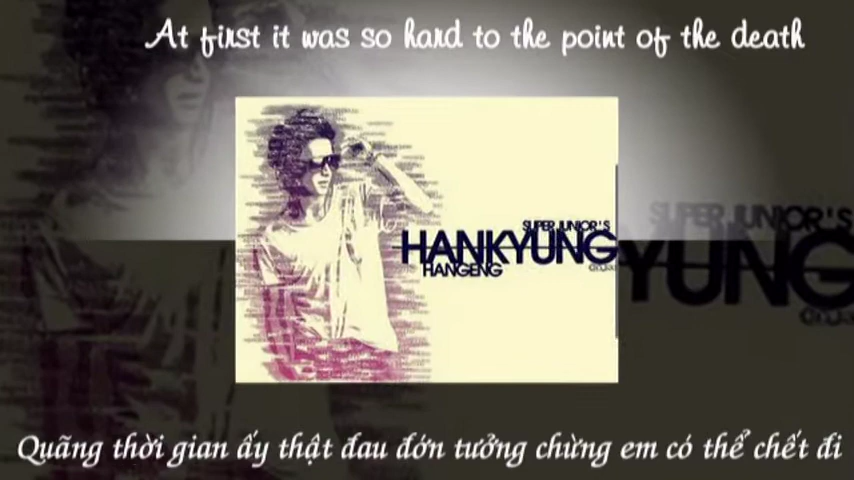 At first it was so hard to the point of the death
SUPER JUNIOR'S
HANKYUNG
HANGENG
SUPER JUNIOR'S
YUNG
Quãng thời gian ấy thật đau đớn tưởng chừng em có thể chết đi